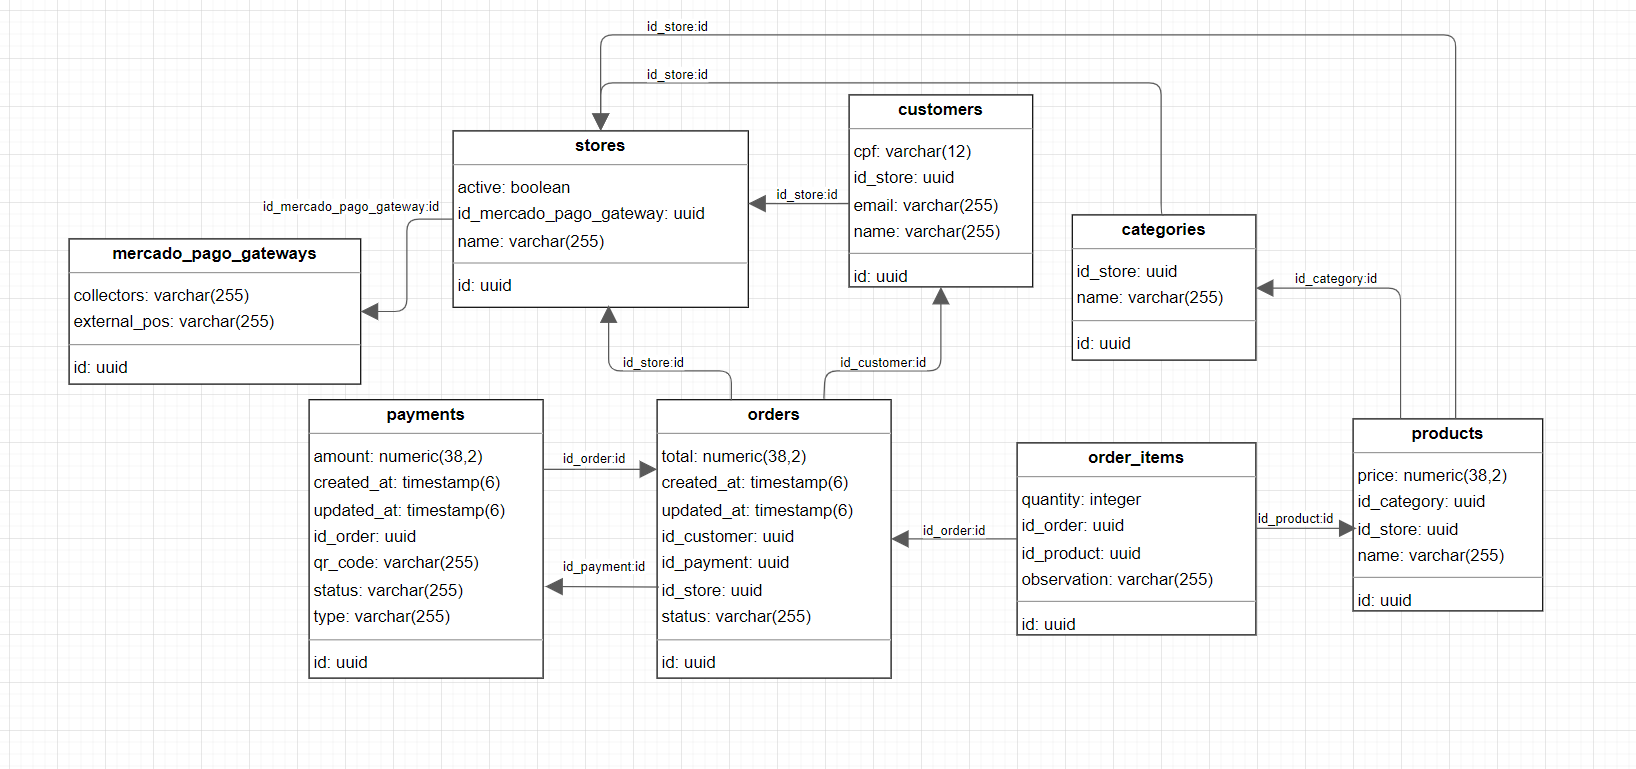 id_store:id
id_store:id
customers
cpf: varchar(12)
id_store: uuid
email: varchar(255)
name: varchar(255)
id: uuid
stores
active: boolean
id_mercado_pago_gateway: uuid
name: varchar(255)
id: uuid
id_store:id
id_mercado_pago_gateway:id
mercado_pago_gateways
collectors: varchar(255)
external_pos: varchar(255)
id: uuid
categories
id_store: uuid
name: varchar(255)
id: uuid
id_category:id
id_store:id
id_customer:id
payments
amount: numeric(38,2)
created_at: timestamp(6)
updated_at: timestamp(6)
id_order: uuid
qr_code: varchar(255)
status: varchar(255)
type: varchar(255)
id: uuid
id_order:id
id_payment:id
orders
total: numeric(38,2)
created_at: timestamp(6)
updated_at: timestamp(6)
id_customer: uuid
id_payment: uuid
id_store: uuid
status: varchar(255)
id: uuid
id_order:id
order_items
quantity: integer
id_order: uuid
id_product: uuid
observation: varchar(255)
id: uuid
id_product:id
products
price: numeric(38,2)
id_category: uuid
id_store: uuid
name: varchar(255)
id: uuid